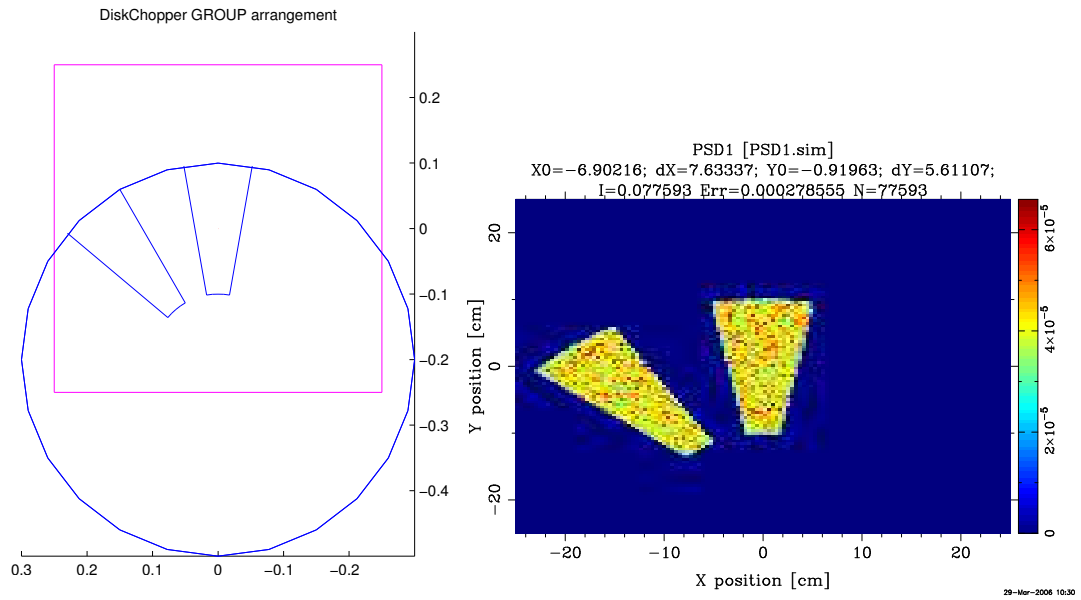 DiskChopper GROUP arrangement
0.2
0.1
0
−0.1
−0.2
−0.3
−0.4
0.3 0.2 0.1 0 −0.1 −0.2
PSD1 [PSD1.sim]
X0=−6.90216; dX=7.63337; Y0=−0.91963; dY=5.61107;
I=0.077593 Err=0.000278555 N=77593
Y position [cm]
20
0
−20
−20 −10 0 10 20
X position [cm]
6×10⁻⁵
4×10⁻⁵
2×10⁻⁵
0
29−Mar−2006 10:30